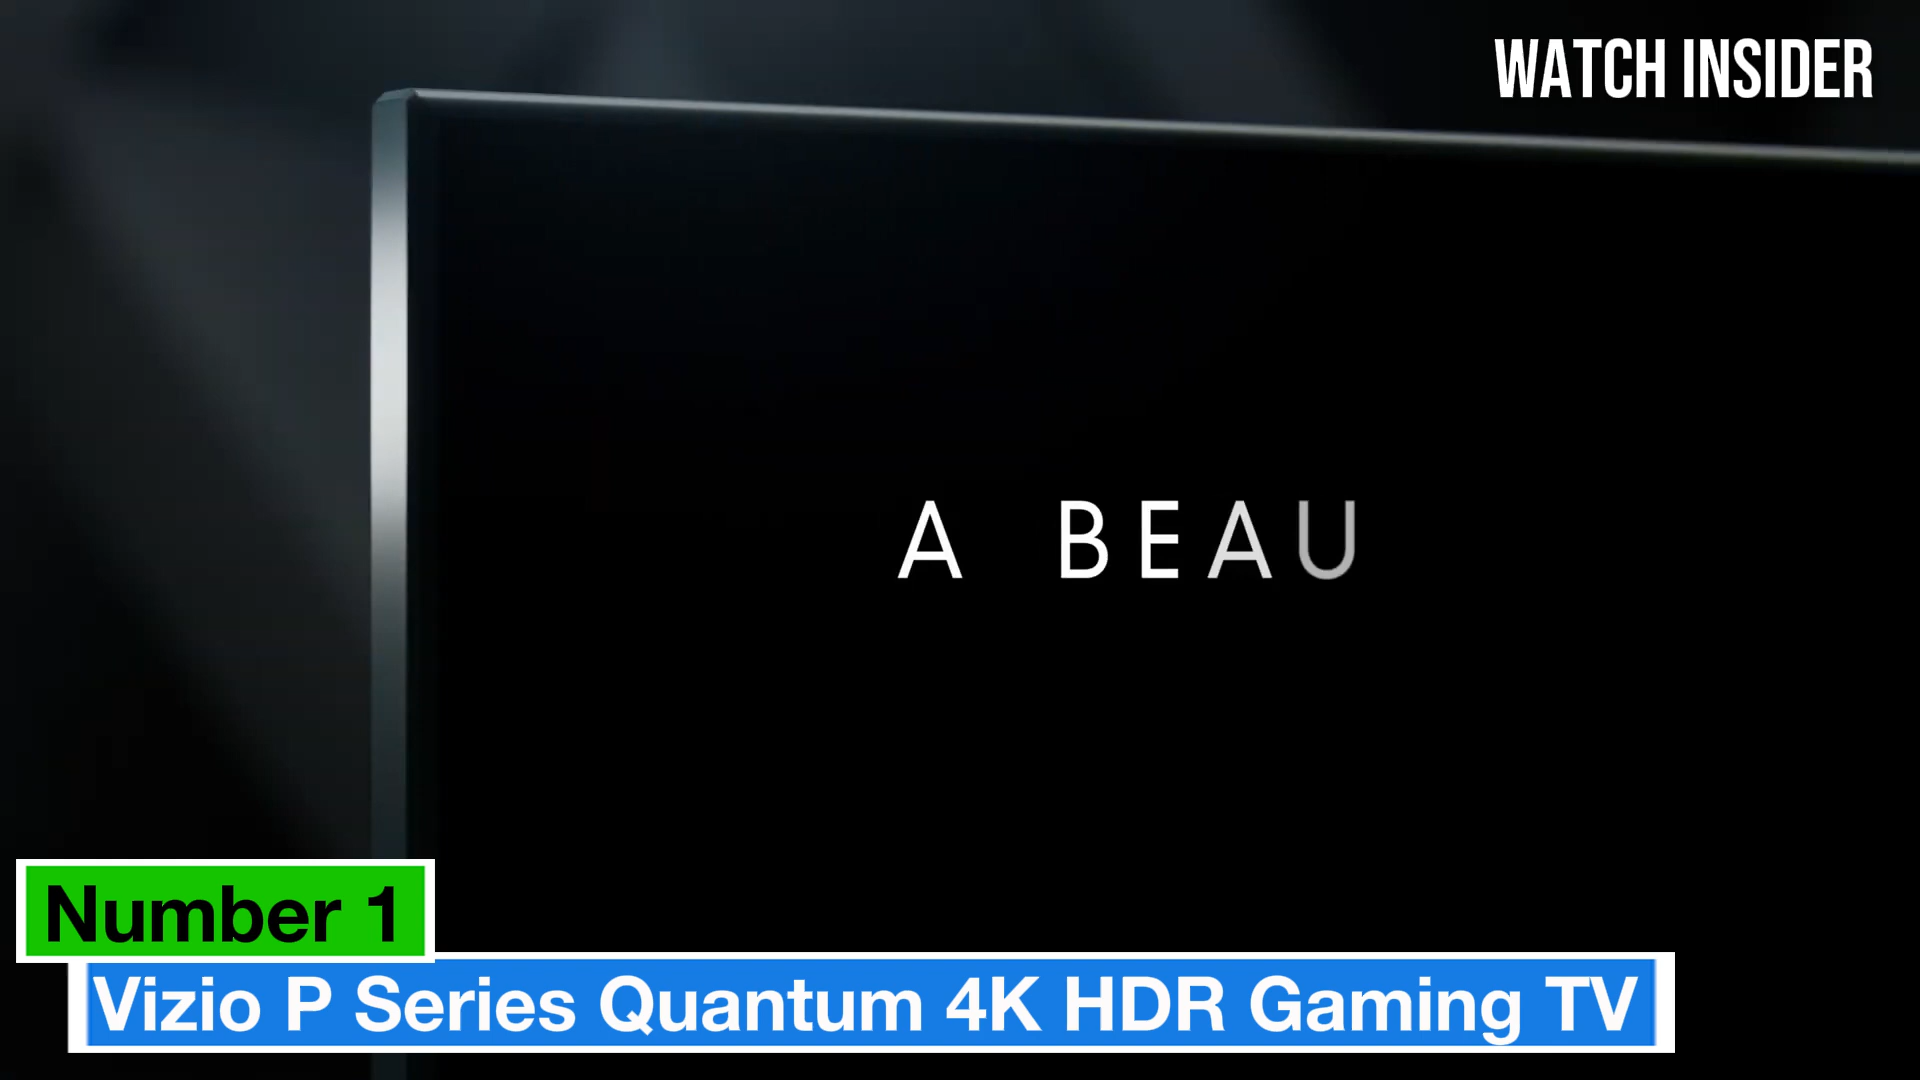 WATCH INSIDER
A BEAU
Number 1
Vizio P Series Quantum 4K HDR Gaming TV